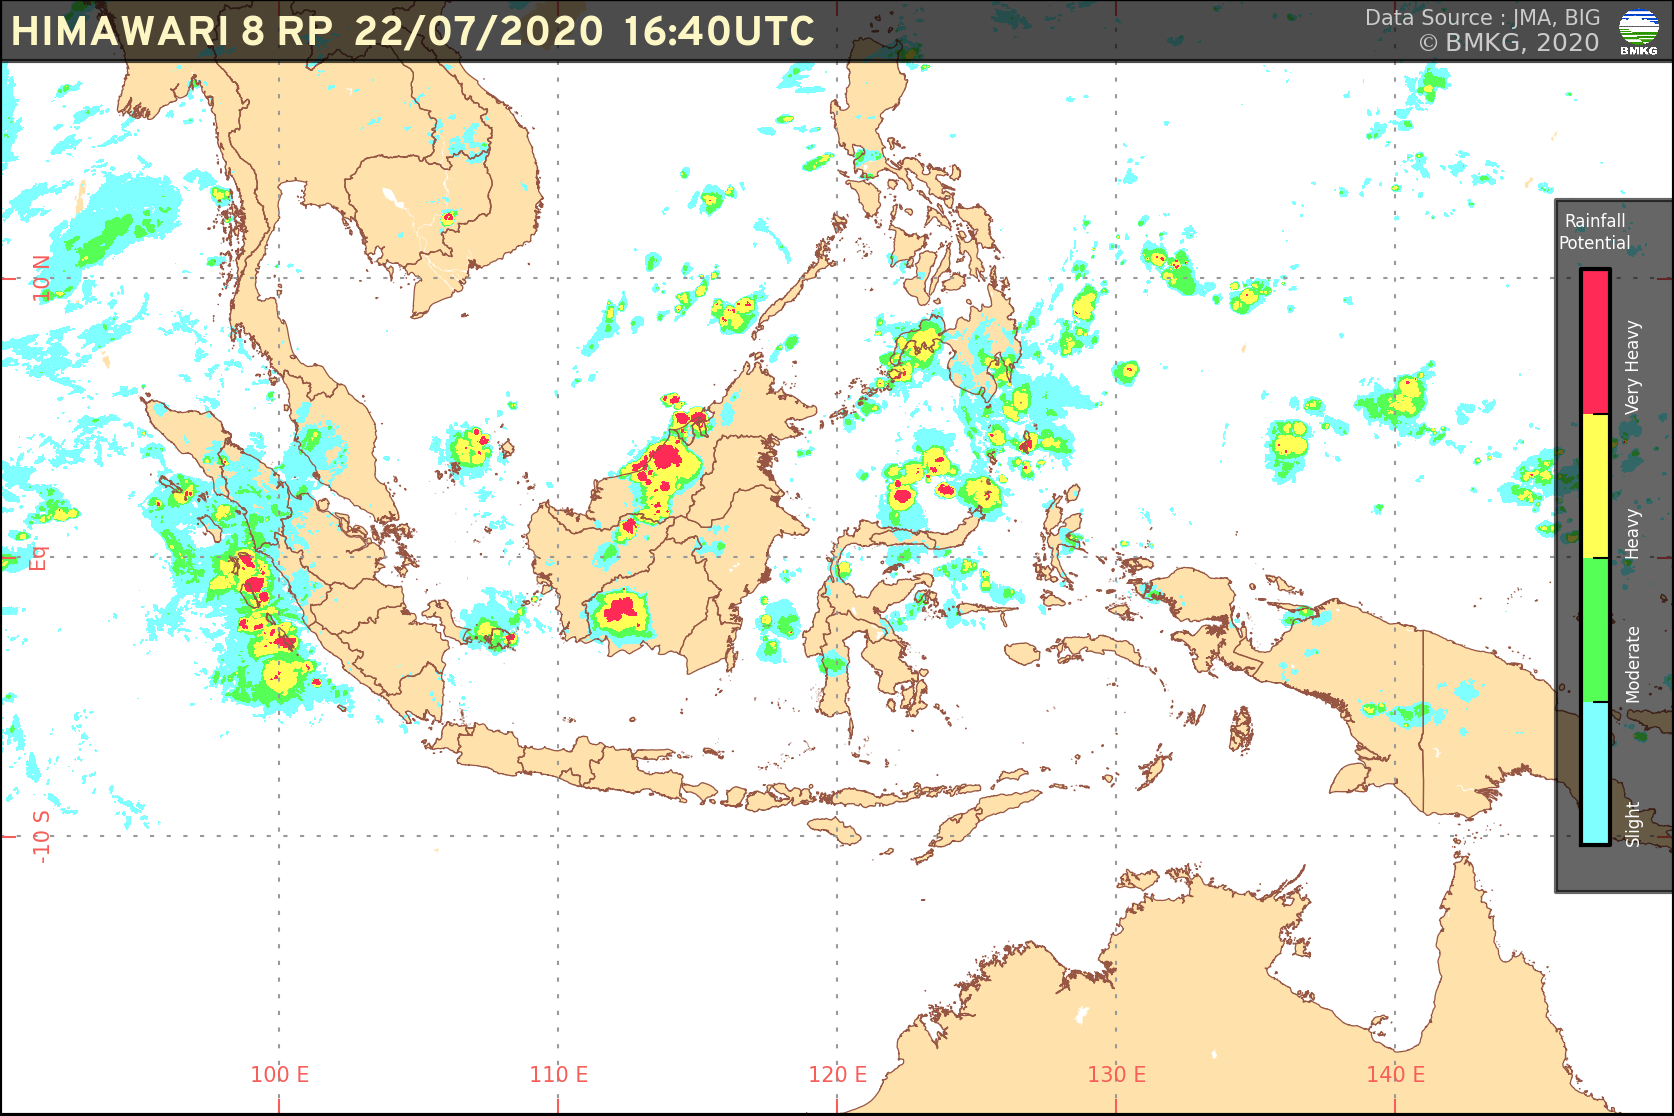 HIMAWARI 8 RP 22/07/2020 16:40UTC
Data Source : JMA, BIG
© BMKG, 2020
BMKG
Rainfall
Potential
Very Heavy
Heavy
Moderate
Slight
10 N
Eq
-10 S
100 E
110 E
120 E
130 E
140 E